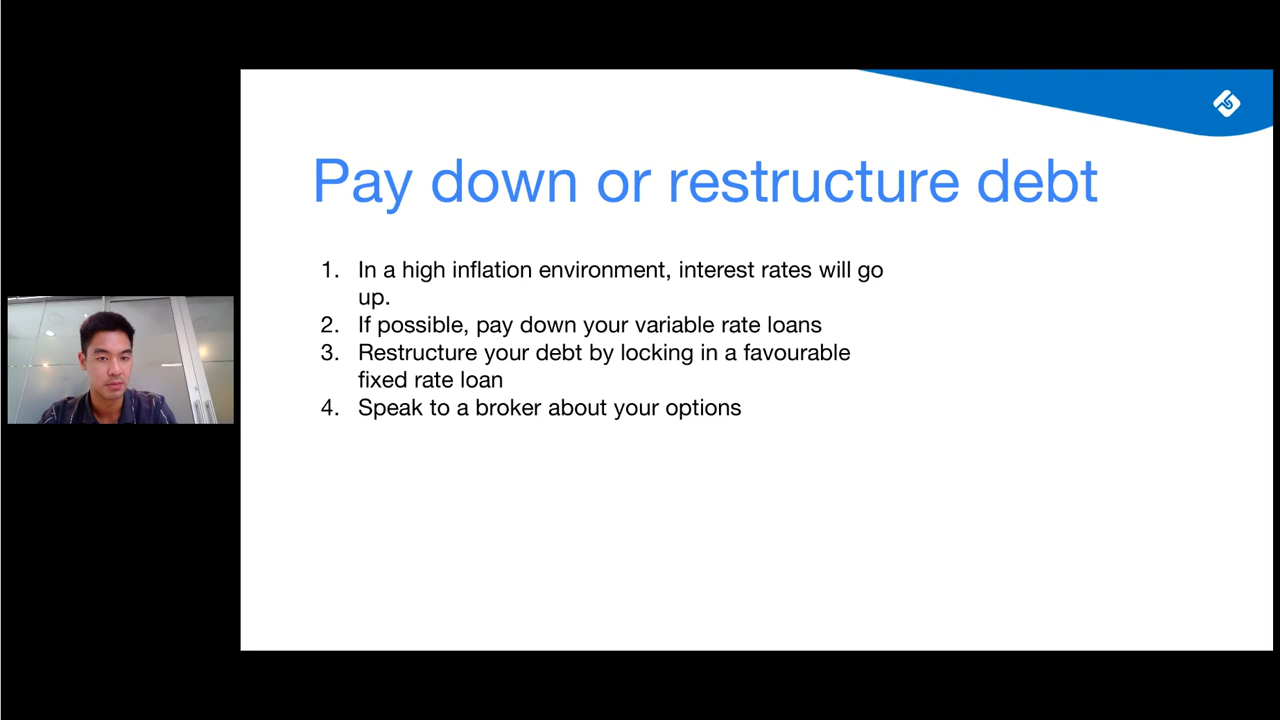 Pay down or restructure debt
1. In a high inflation environment, interest rates will go
up.
2. If possible, pay down your variable rate loans
3. Restructure your debt by locking in a favourable
fixed rate loan
4. Speak to a broker about your options